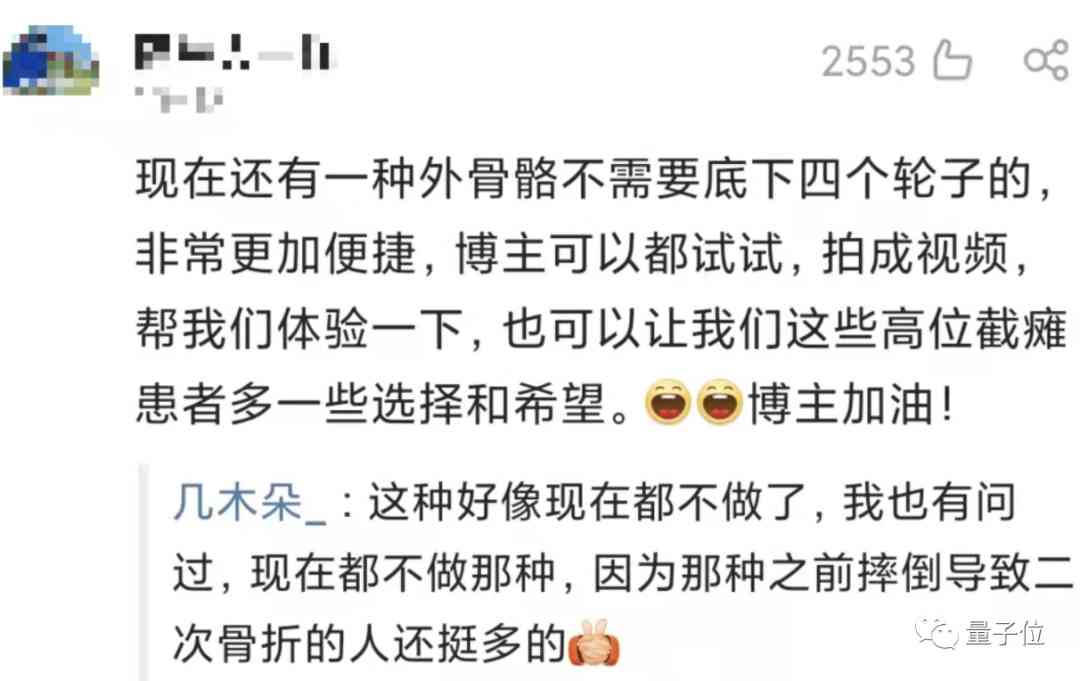 2553
现在还有一种外骨骼不需要底下四个轮子的，
非常更加便捷，博主可以都试试，拍成视频，
帮我们体验一下，也可以让我们这些高位截瘫
患者多一些选择和希望。博主加油！
几木朵_：这种好像现在都不做了，我也有问
过，现在都不做那种，因为那种之前摔倒导致二
次骨折的人还挺多的
量子位